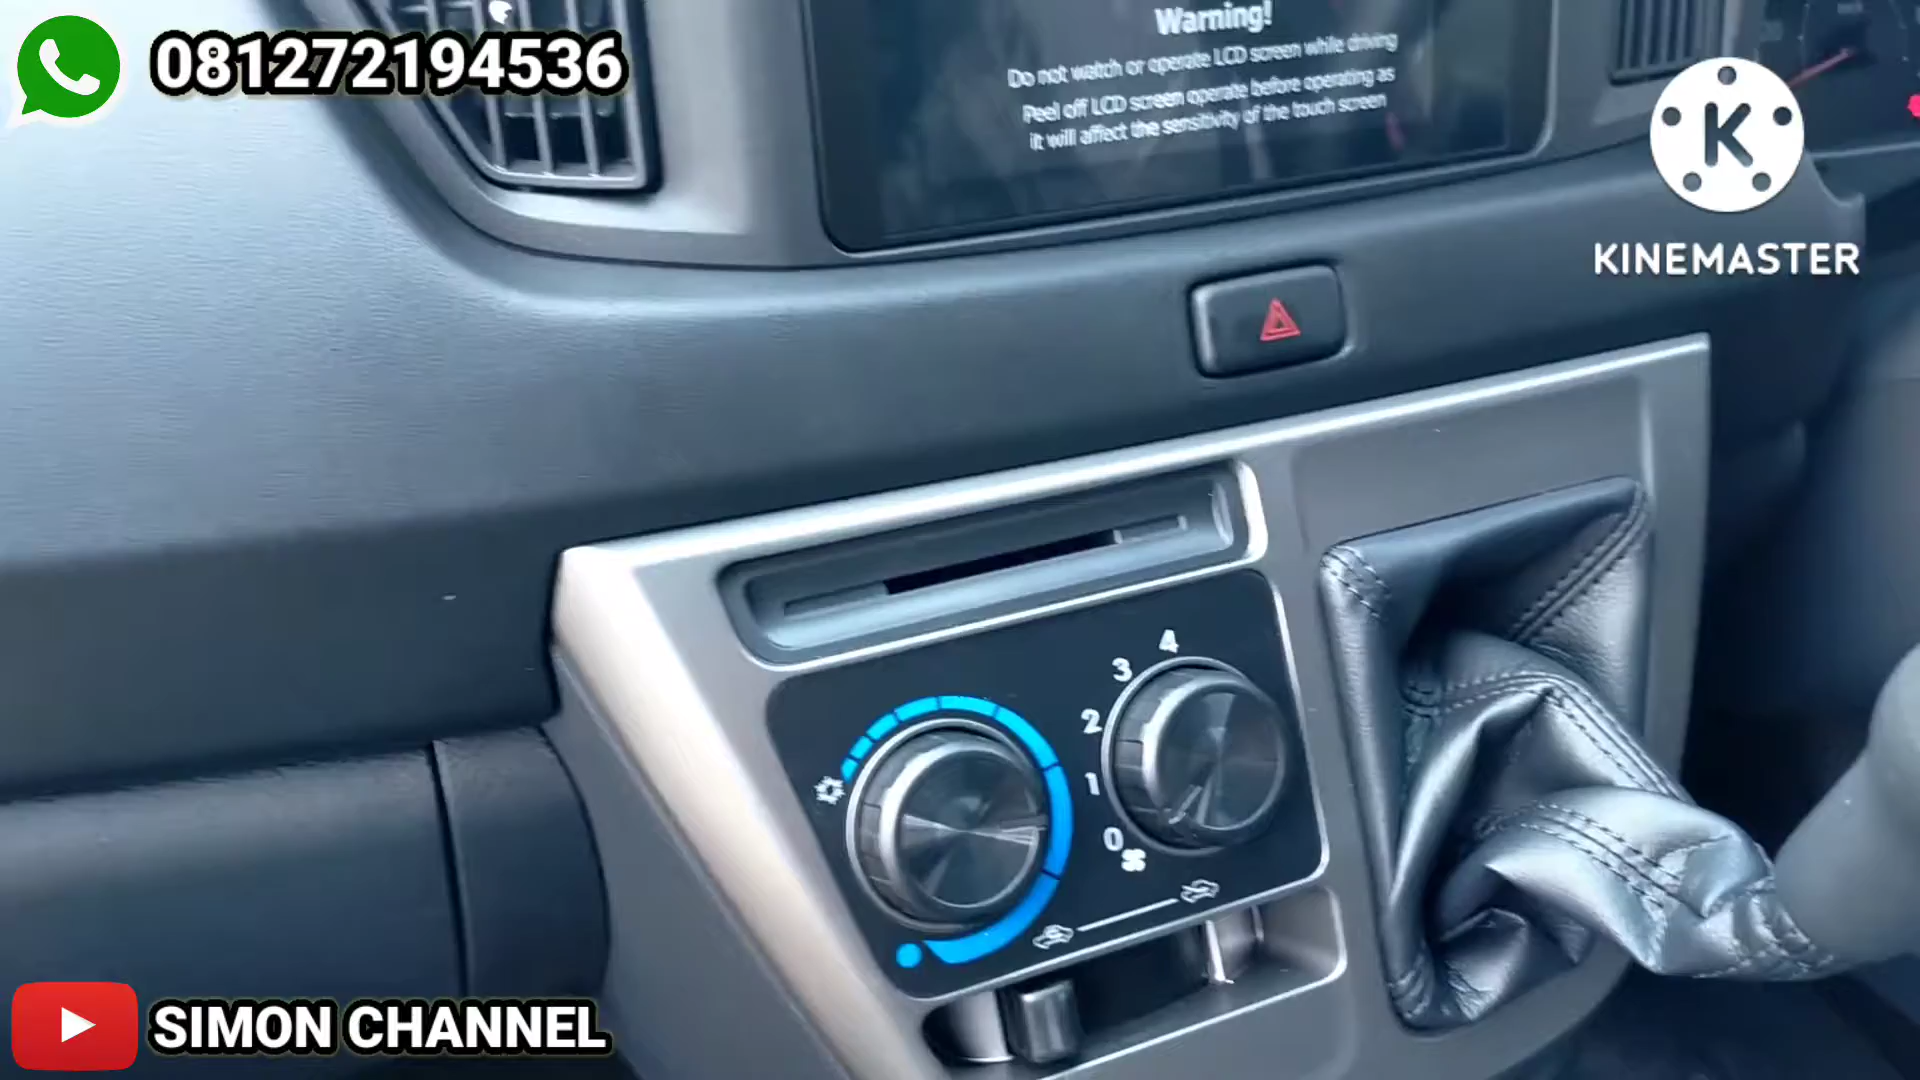 081272194536
Warning!
Do not watch or operate LCD screen while driving
Peel off LCD screen operate before operating as
it will affect the sensitivity of the touch screen
K
KINEMASTER
4
3
2
1
0
SIMON CHANNEL